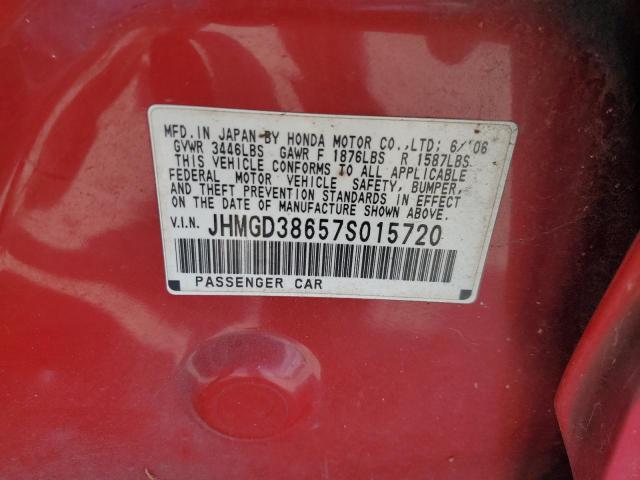 MFD. IN JAPAN BY HONDA MOTOR CO.,LTD; 6/'06
GVWR 3446LBS GAWR F 1876LBS R 1587LBS
THIS VEHICLE CONFORMS TO ALL APPLICABLE
FEDERAL MOTOR VEHICLE SAFETY, BUMPER,
AND THEFT PREVENTION STANDARDS IN EFFECT
ON THE DATE OF MANUFACTURE SHOWN ABOVE.
V.I.N. JHMGD38657S015720
PASSENGER CAR